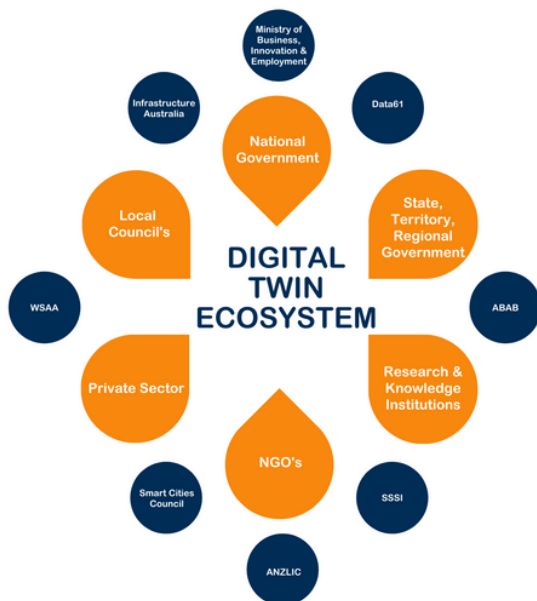 Ministry of
Business,
Innovation &
Employment
Infrastructure
Australia
Data61
National
Government
Local
Council's
State,
Territory,
Regional
Government
DIGITAL
TWIN
ECOSYSTEM
WSAA
ABAB
Private Sector
Research &
Knowledge
Institutions
NGO's
Smart Cities
Council
SSSI
ANZLIC